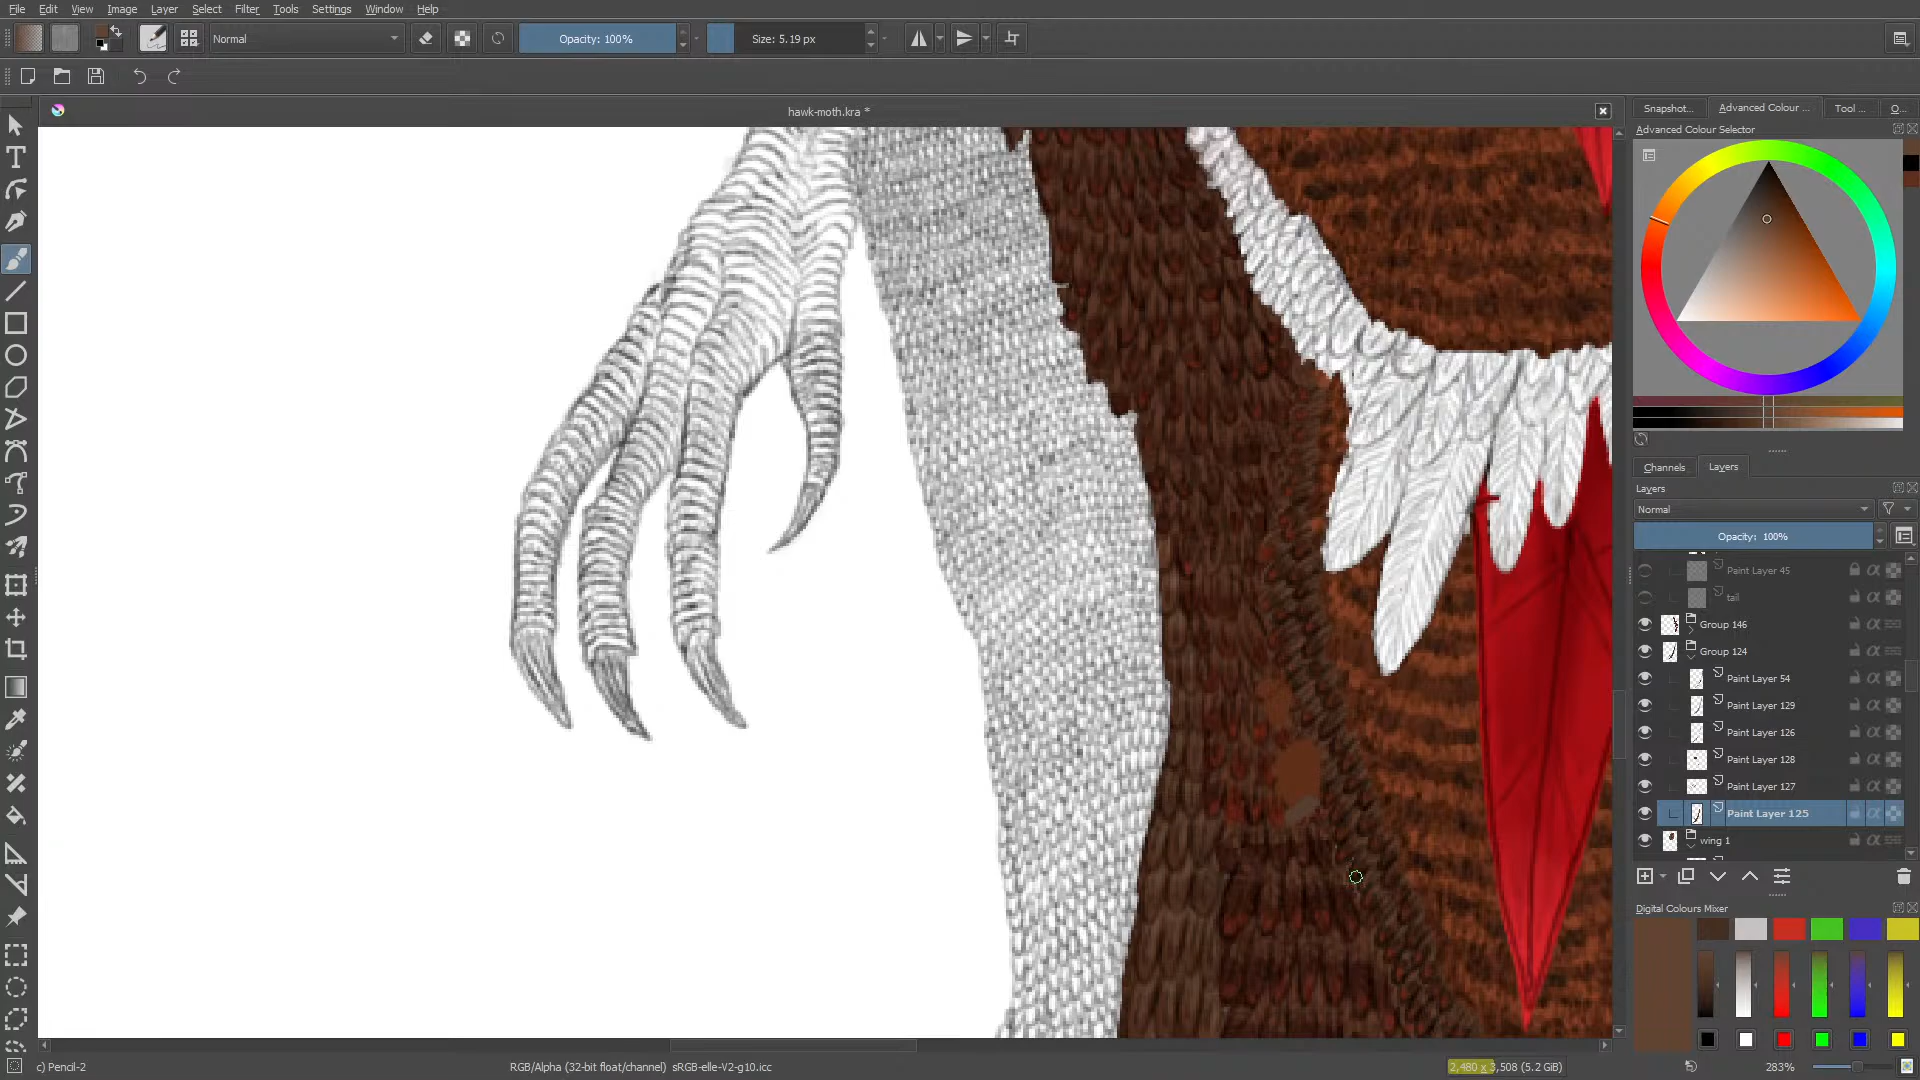 File Edit View Image Layer Select Filter Tools Settings Window Help
Normal Opacity: 100% Size: 5.19 px
hawk-moth.kra *
Snapshot... Advanced Colour ... Tool ... O...
Advanced Colour Selector
Channels Layers
Layers
Normal
Opacity: 100%
Paint Layer 45
tail
Group 146
Group 124
Paint Layer 54
Paint Layer 129
Paint Layer 126
Paint Layer 128
Paint Layer 127
Paint Layer 125
wing 1
Digital Colours Mixer
c) Pencil-2 RGB/Alpha (32-bit float/channel) sRGB-elle-V2-g10.icc 2,480 x 3,508 (5.2 GiB) 283%